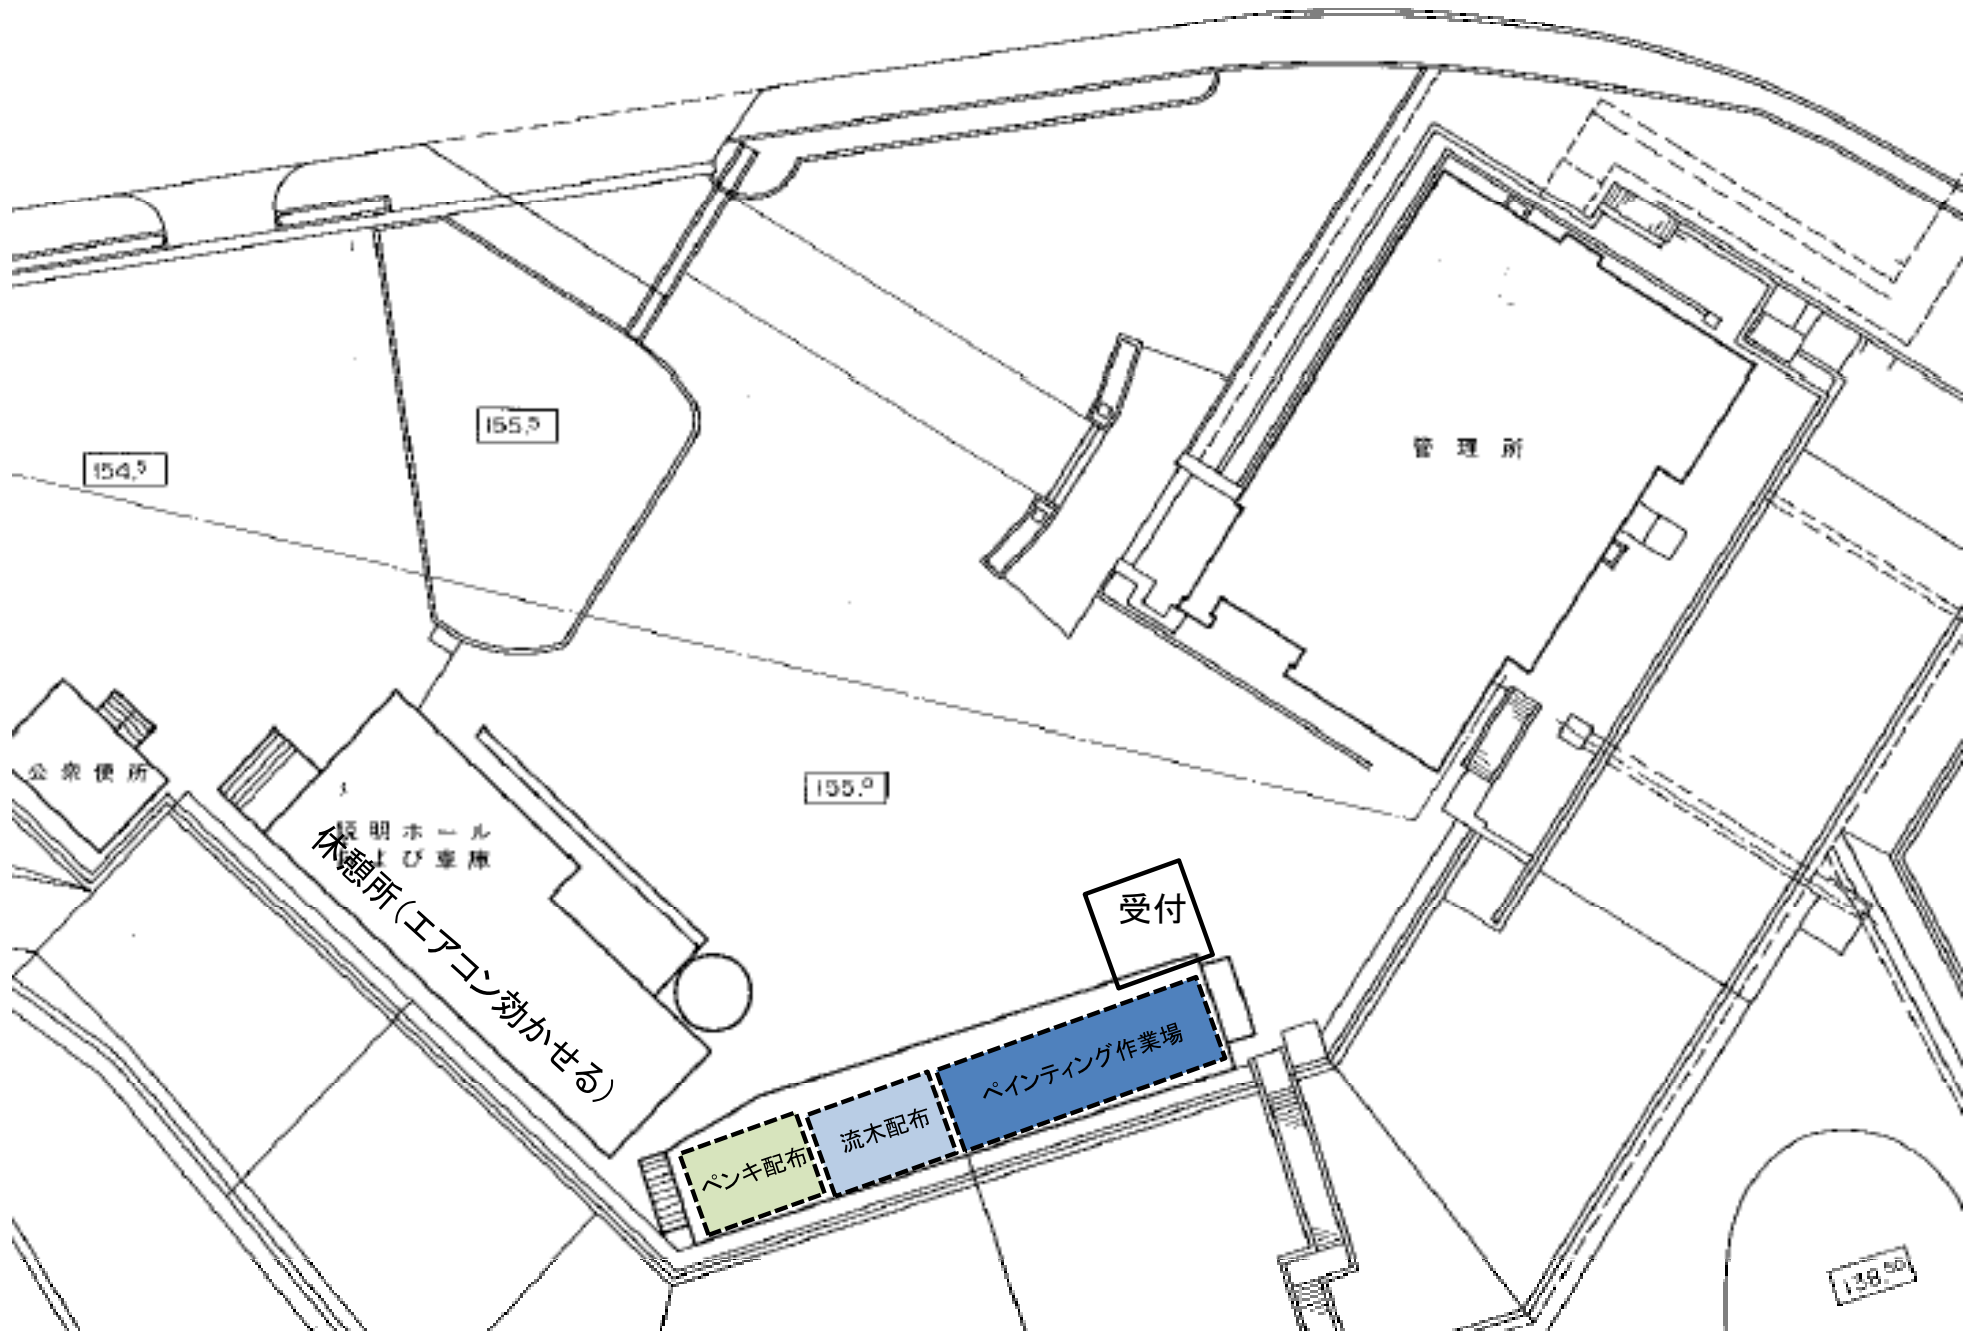 155.5
154.5
管理所
公衆便所
説明ホール
および車庫
休憩所(エアコン効かせる)
155.0
受付
ペインティング作業場
流木配布
ペンキ配布
138.50